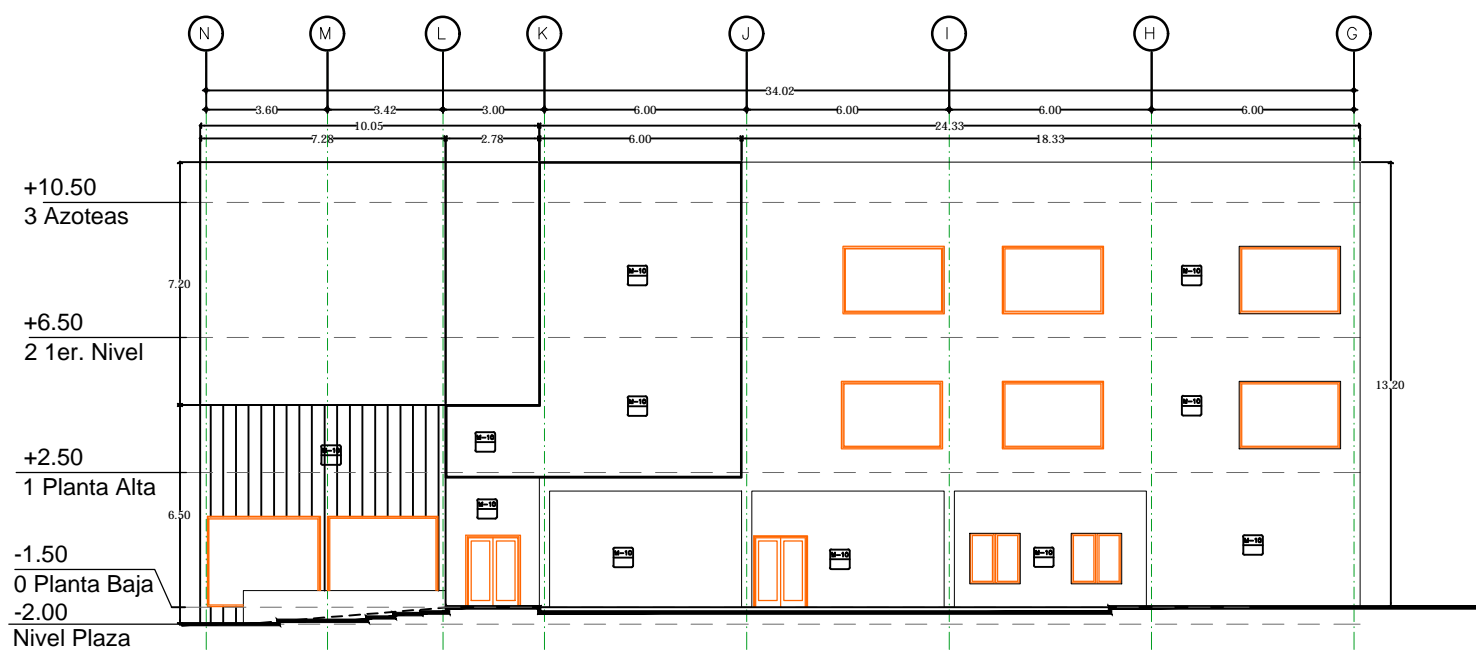 N M L K J I H G
34.02
3.60 3.42 3.00 6.00 6.00 6.00 6.00
10.05 24.33
7.28 2.78 6.00 18.33
+10.50
3 Azoteas
M-10 M-10
7.20
+6.50
2 1er. Nivel
13.20
M-10 M-10
M-10
M-10
+2.50
1 Planta Alta
M-10
6.50
M-10
M-10 M-10 M-10
-1.50
0 Planta Baja
-2.00
Nivel Plaza